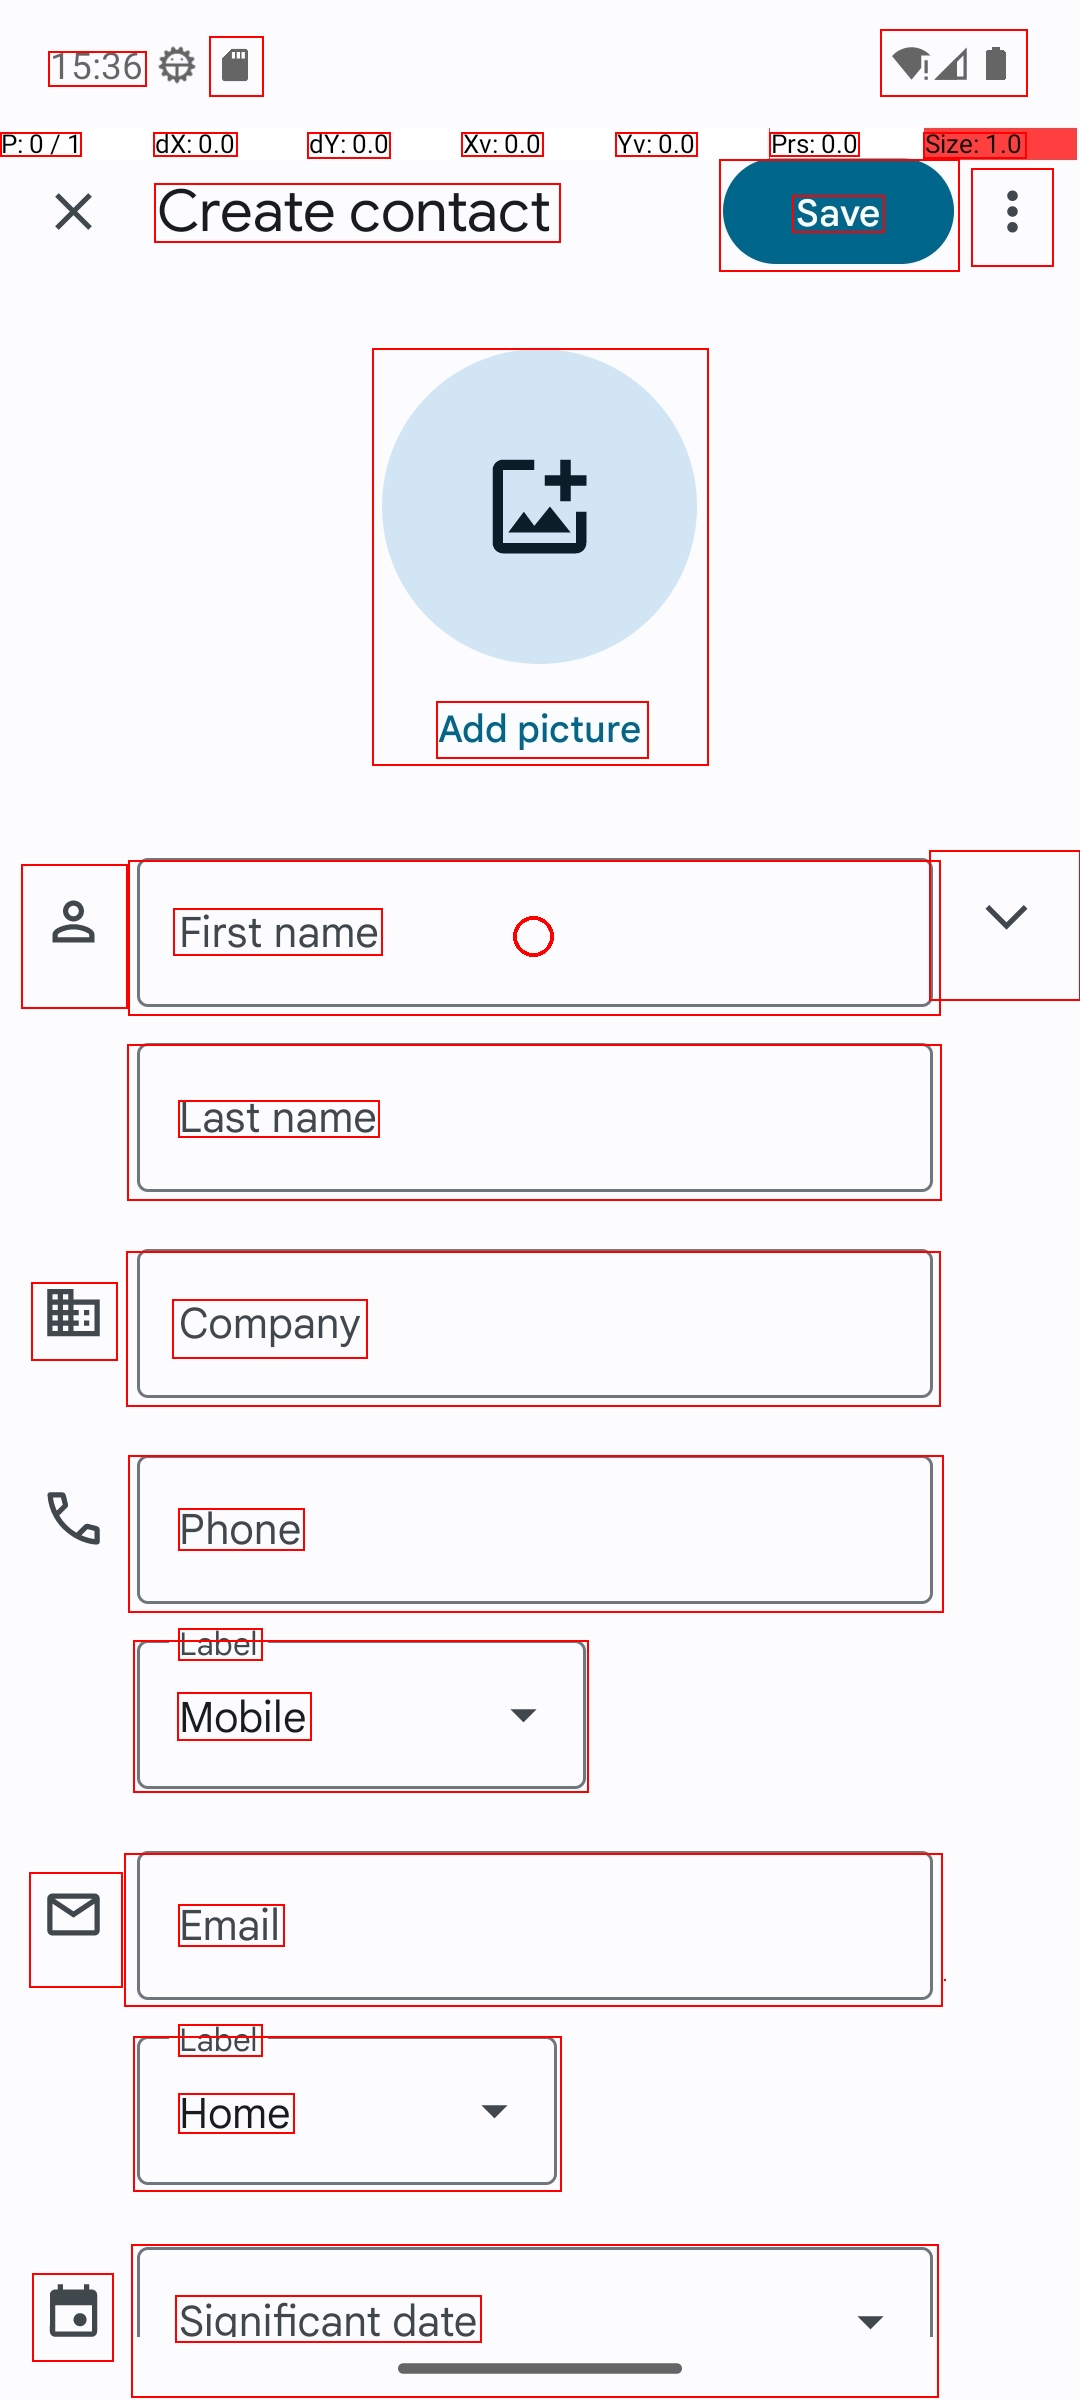 15:36
P: 0 / 1 dX: 0.0 dY: 0.0 Xv: 0.0 Yv: 0.0 Prs: 0.0 Size: 1.0
Create contact Save
Add picture
First name
Last name
Company
Phone
Label
Mobile
Email
Label
Home
Significant date